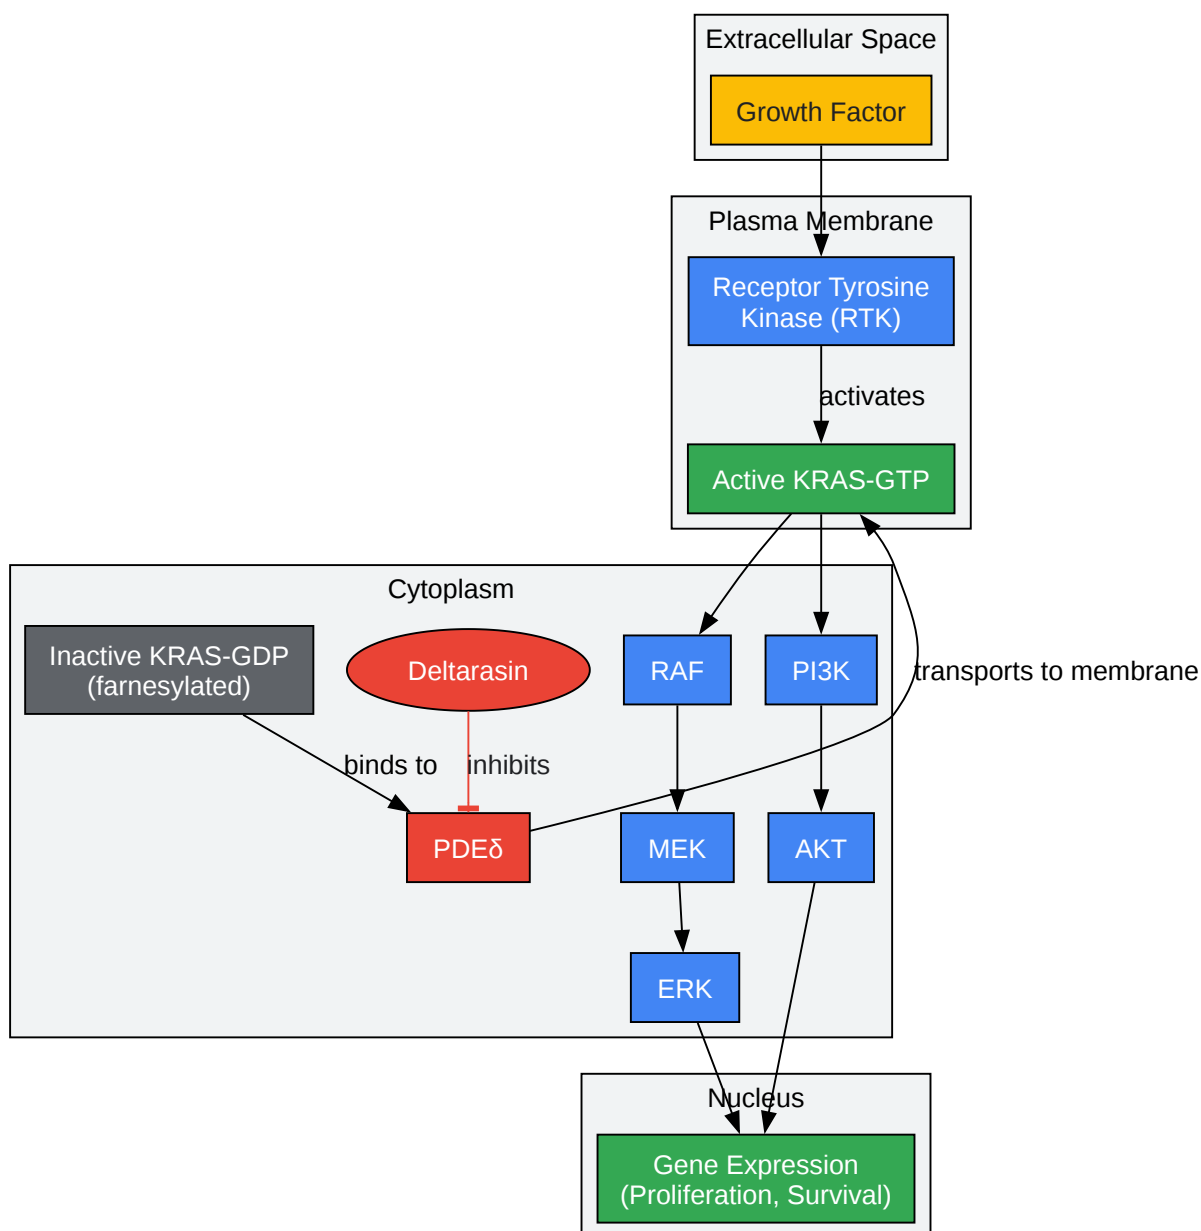 Extracellular Space
Growth Factor
Plasma Membrane
Receptor Tyrosine
Kinase (RTK)
activates
Active KRAS-GTP
Cytoplasm
Inactive KRAS-GDP
(farnesylated)
Deltarasin
RAF
PI3K
transports to membrane
binds to
inhibits
PDEδ
MEK
AKT
ERK
Nucleus
Gene Expression
(Proliferation, Survival)